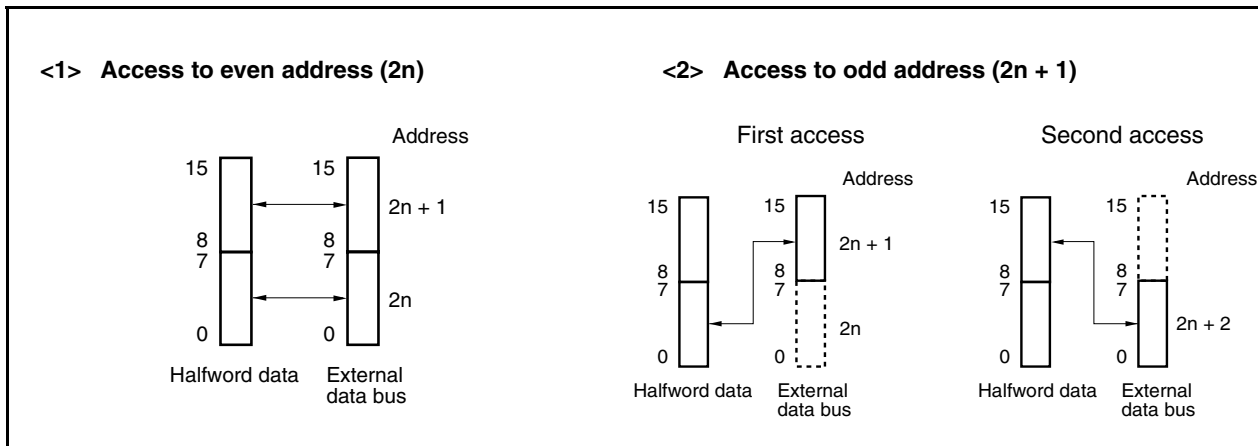 <1> Access to even address (2n)
Address
15 15
2n + 1
8 8
7 7
2n
0 0
Halfword data External
data bus
<2> Access to odd address (2n + 1)
First access
Address
15 15
2n + 1
8 8
7 7
2n
0 0
Halfword data External
data bus
Second access
Address
15 15
8 8
7 7
2n + 2
0 0
Halfword data External
data bus